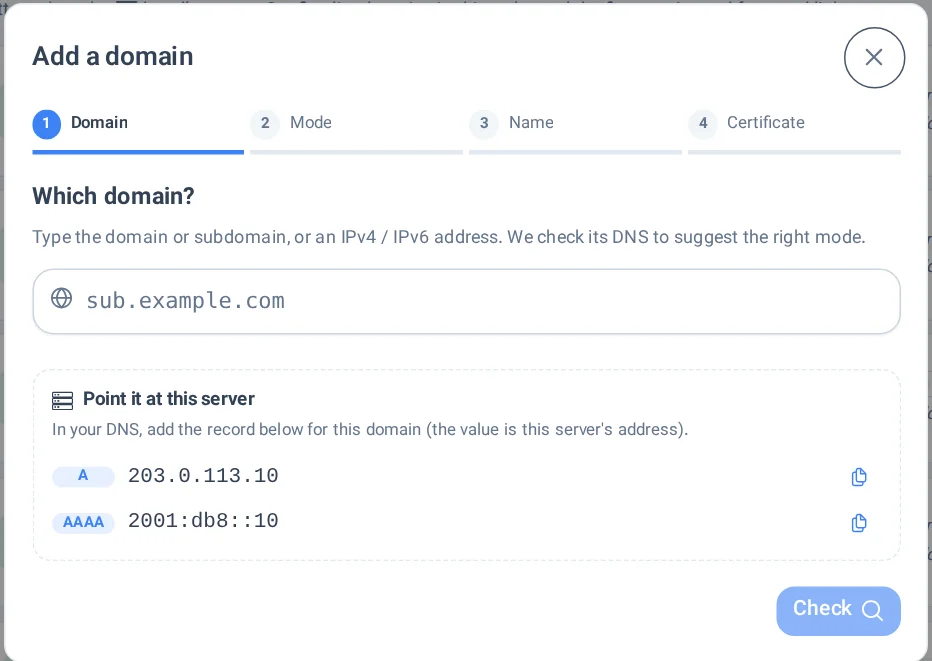 Add a domain
1 Domain
2 Mode
3 Name
4 Certificate
Which domain?
Type the domain or subdomain, or an IPv4 / IPv6 address. We check its DNS to suggest the right mode.
sub.example.com
Point it at this server
In your DNS, add the record below for this domain (the value is this server's address).
A 203.0.113.10
AAAA 2001:db8::10
Check